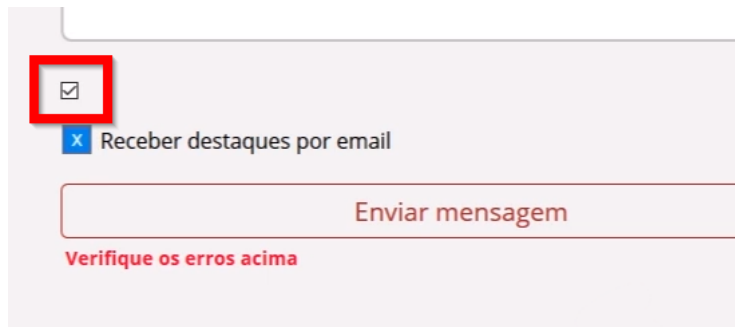 x Receber destaques por email
Enviar mensagem
Verifique os erros acima